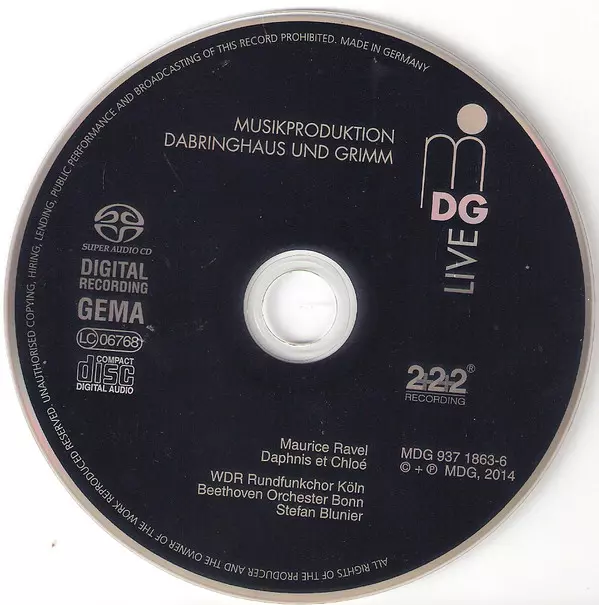 ALL RIGHTS OF THE PRODUCER AND THE OWNER OF THE WORK REPRODUCED RESERVED. UNAUTHORISED COPYING, HIRING, LENDING, PUBLIC PERFORMANCE AND BROADCASTING OF THIS RECORD PROHIBITED. MADE IN GERMANY
MUSIKPRODUKTION
DABRINGHAUS UND GRIMM
m
DG
LIVE
SUPER AUDIO CD
DIGITAL
RECORDING
GEMA
LC 06768
COMPACT
disc
DIGITAL AUDIO
2+2+2®
RECORDING
Maurice Ravel
Daphnis et Chloé
WDR Rundfunkchor Köln
Beethoven Orchester Bonn
Stefan Blunier
MDG 937 1863-6
© + ℗ MDG, 2014